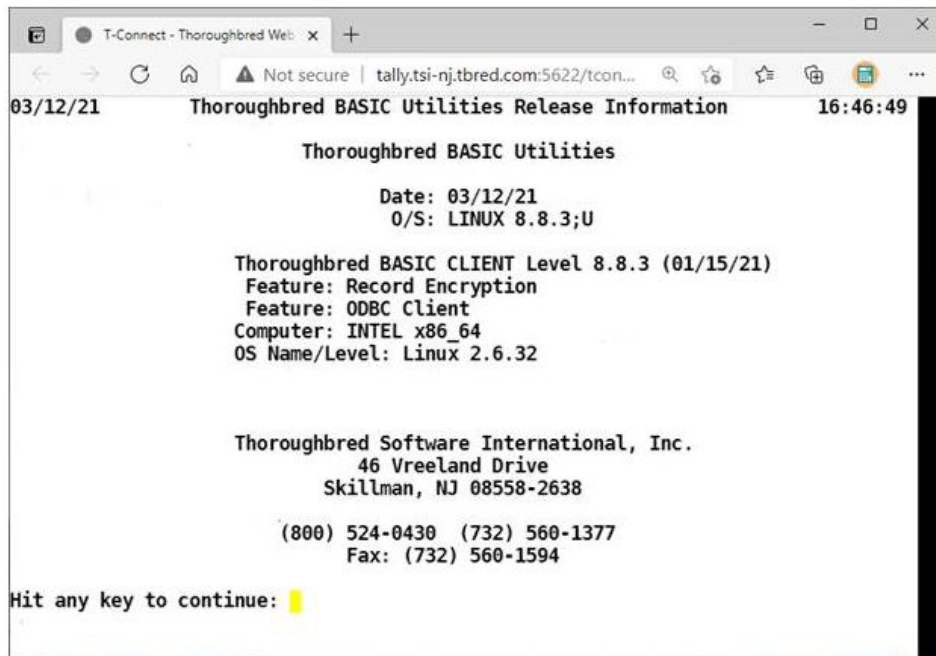 T-Connect - Thoroughbred Web
Not secure | tally.tsi-nj.tbred.com:5622/tcon...
03/12/21 Thoroughbred BASIC Utilities Release Information 16:46:49
Thoroughbred BASIC Utilities
Date: 03/12/21
O/S: LINUX 8.8.3;U
Thoroughbred BASIC CLIENT Level 8.8.3 (01/15/21)
Feature: Record Encryption
Feature: ODBC Client
Computer: INTEL x86_64
OS Name/Level: Linux 2.6.32
Thoroughbred Software International, Inc.
46 Vreeland Drive
Skillman, NJ 08558-2638
(800) 524-0430 (732) 560-1377
Fax: (732) 560-1594
Hit any key to continue: